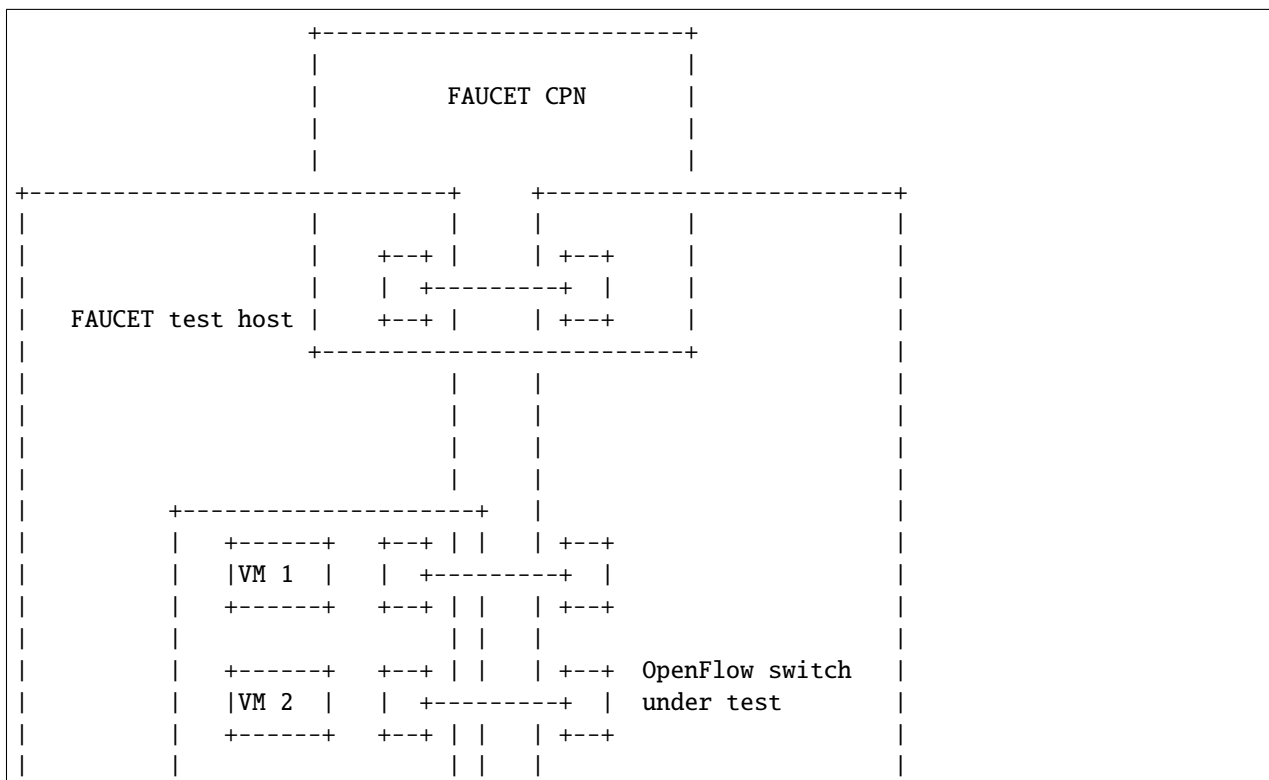 FAUCET CPN
FAUCET test host
VM 1
OpenFlow switch
VM 2
under test